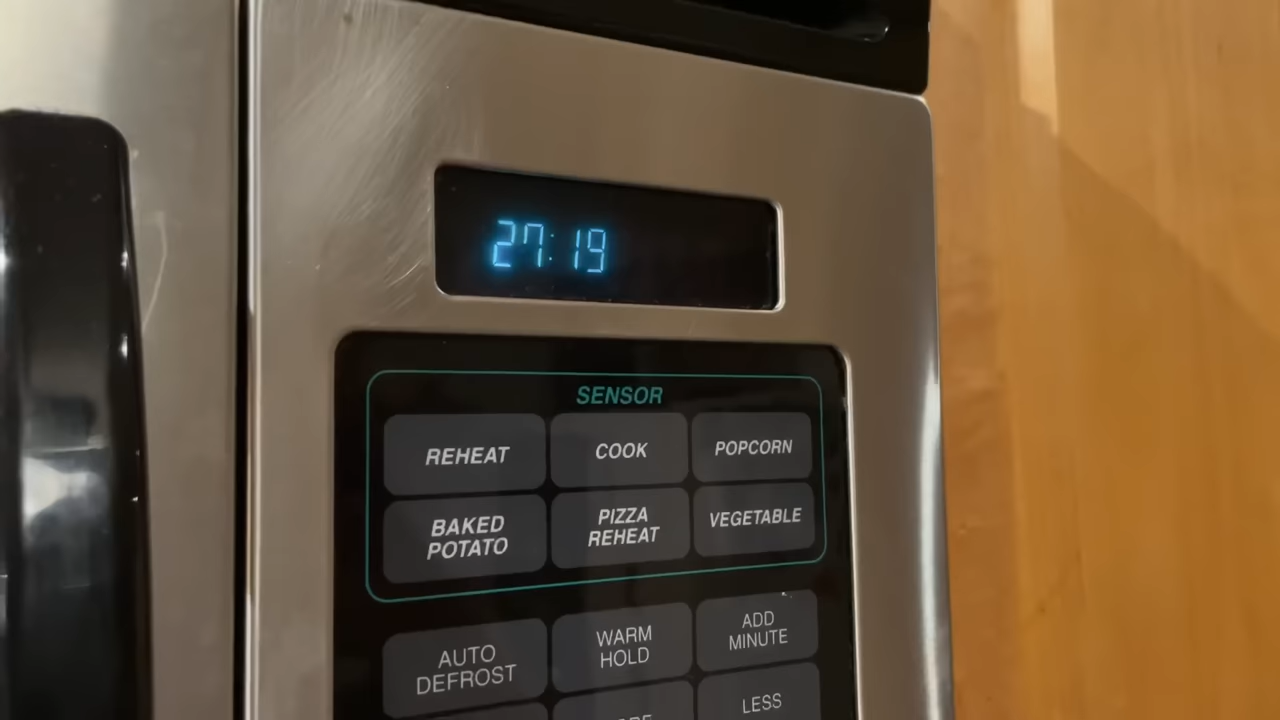 27:19
SENSOR
REHEAT
COOK
POPCORN
BAKED
POTATO
PIZZA
REHEAT
VEGETABLE
AUTO
DEFROST
WARM
HOLD
ADD
MINUTE
LESS